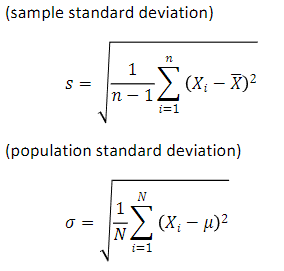 (sample standard deviation)
s = √(1/(n − 1) ∑_{i=1}^{n} (X_i − X̅)²)
(population standard deviation)
σ = √(1/N ∑_{i=1}^{N} (X_i − μ)²)